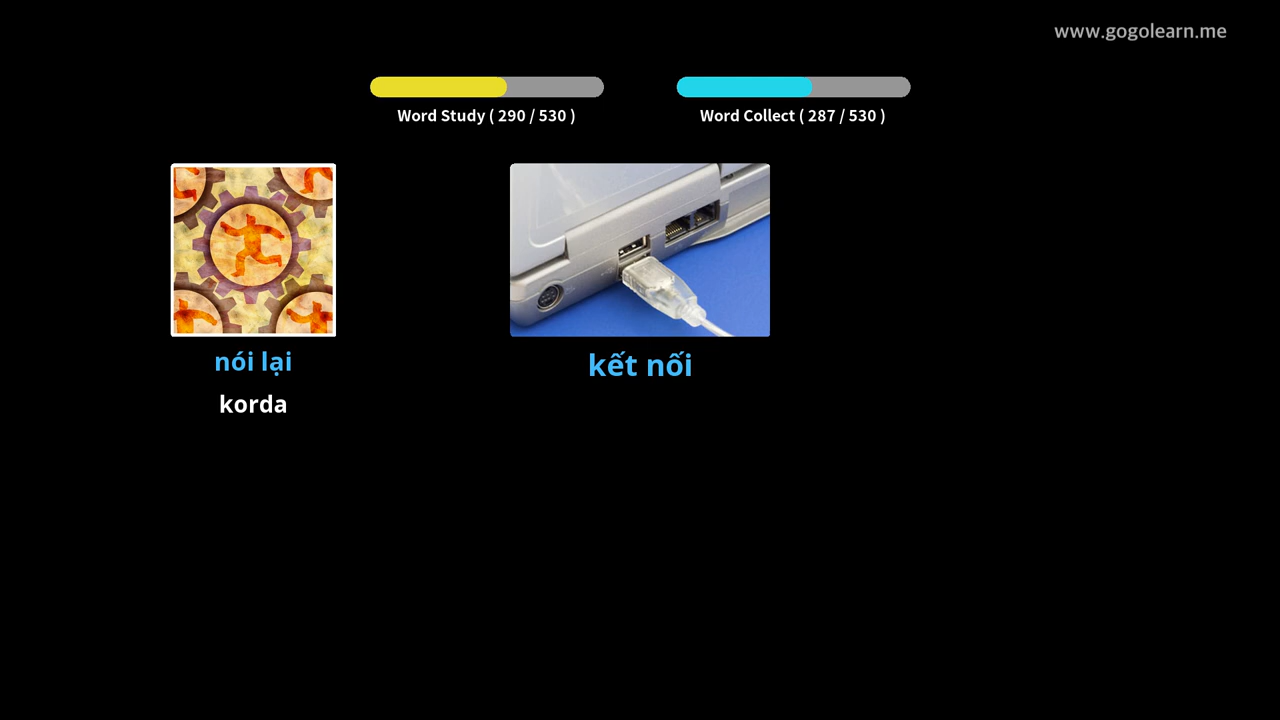 www.gogolearn.me
Word Study ( 290 / 530 )
Word Collect ( 287 / 530 )
nói lại
korda
kết nối